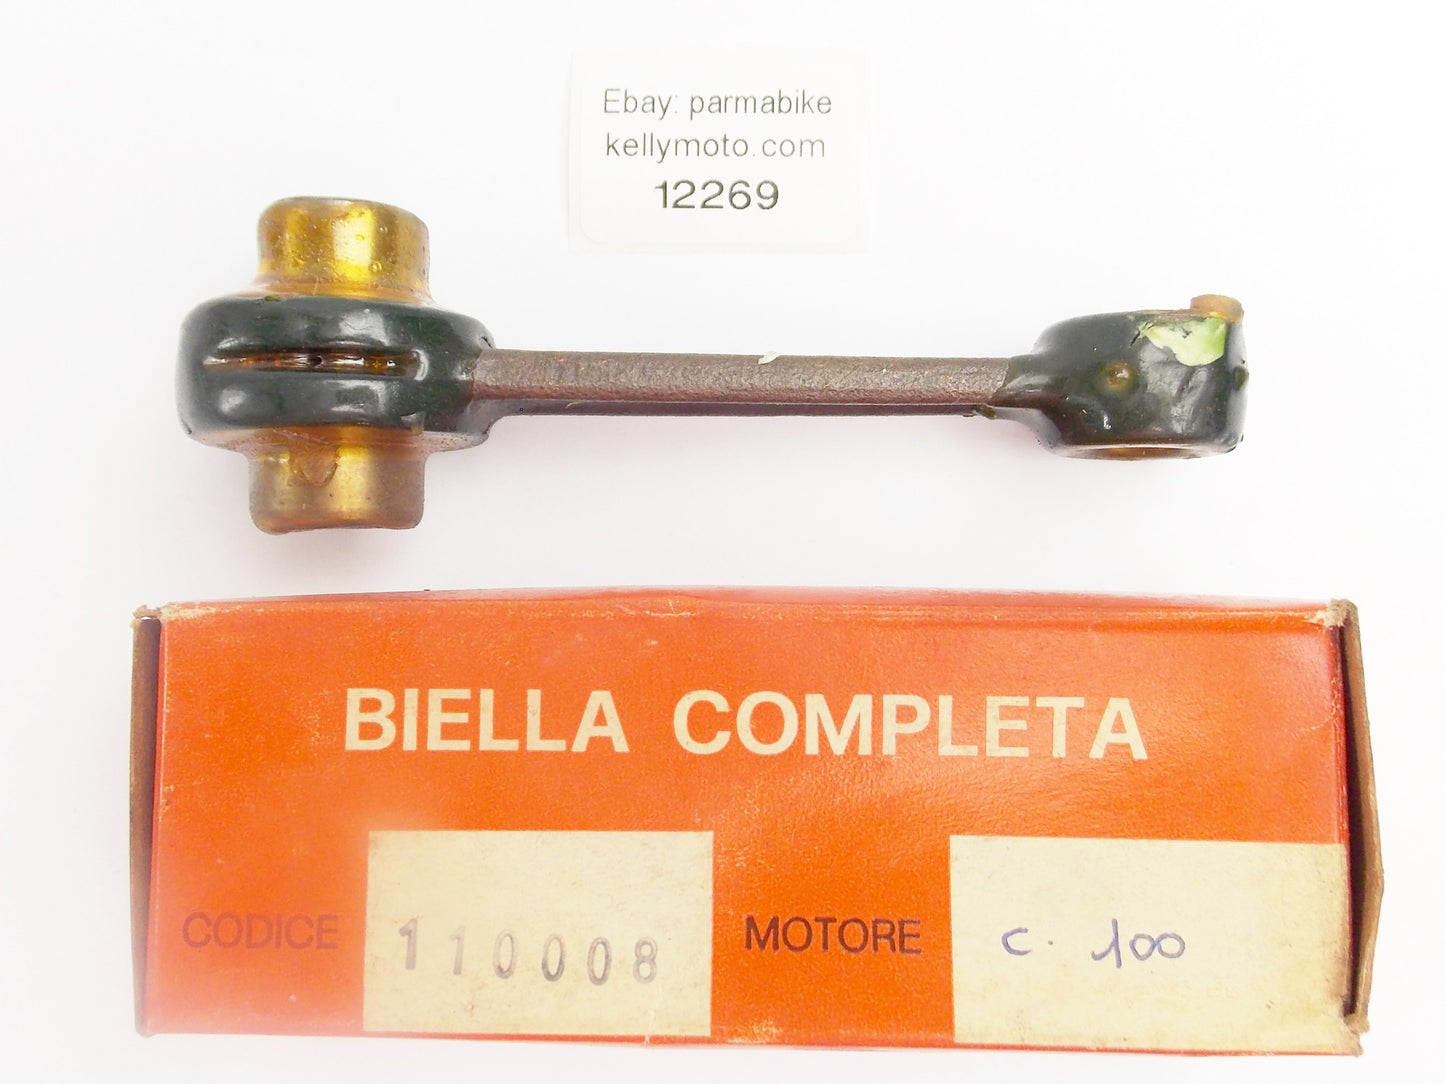 Ebay: parmabike
kellymoto.com
12269
BIELLA COMPLETA
CODICE 110008 MOTORE c. 100